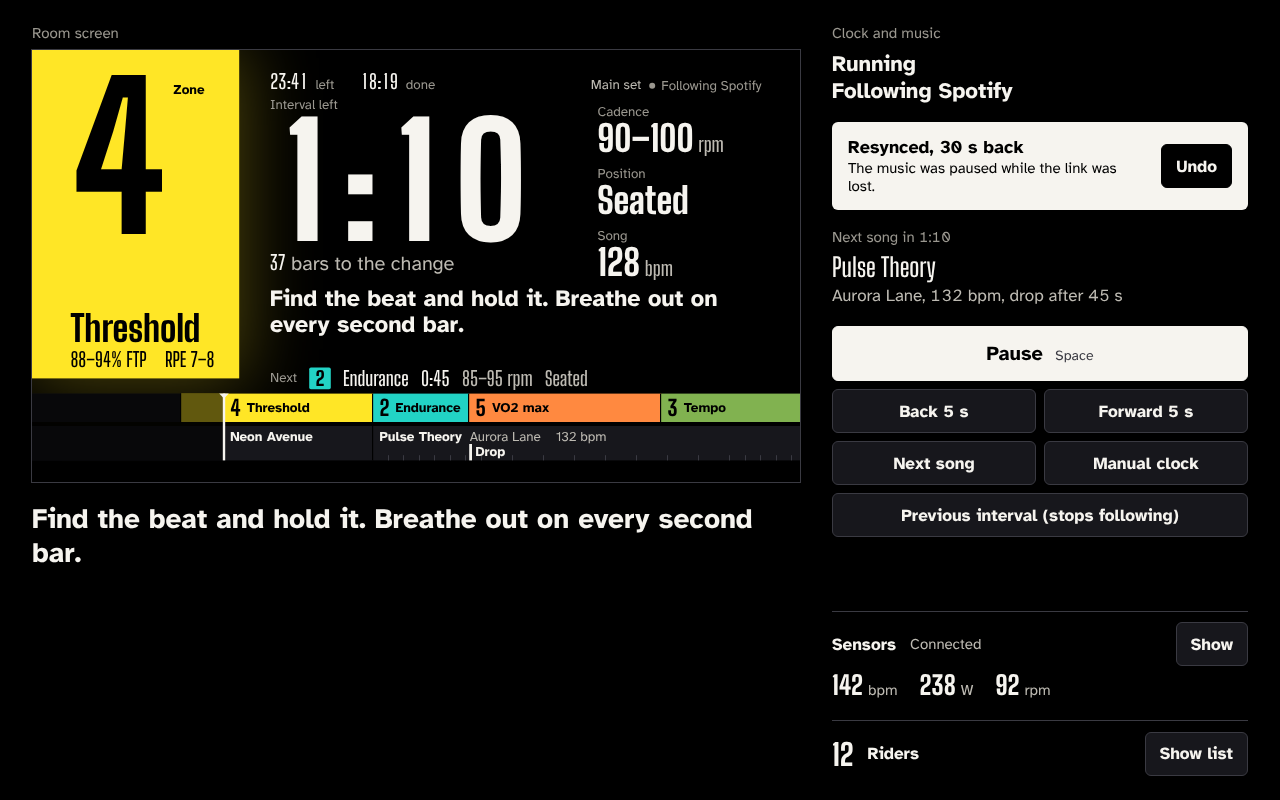 Room screen
4 Zone
Threshold
88–94% FTP RPE 7–8
23:41 left 18:19 done
Interval left
1:10
37 bars to the change
Main set • Following Spotify
Cadence
90–100 rpm
Position
Seated
Song
128 bpm
Find the beat and hold it. Breathe out on
every second bar.
Next 2 Endurance 0:45 85–95 rpm Seated
4 Threshold 2 Endurance 5 VO2 max 3 Tempo
Neon Avenue Pulse Theory Aurora Lane 132 bpm
Drop
Find the beat and hold it. Breathe out on every second
bar.
Clock and music
Running
Following Spotify
Resynced, 30 s back
The music was paused while the link was
lost.
Undo
Next song in 1:10
Pulse Theory
Aurora Lane, 132 bpm, drop after 45 s
Pause Space
Back 5 s Forward 5 s
Next song Manual clock
Previous interval (stops following)
Sensors Connected Show
142 bpm 238 W 92 rpm
12 Riders Show list